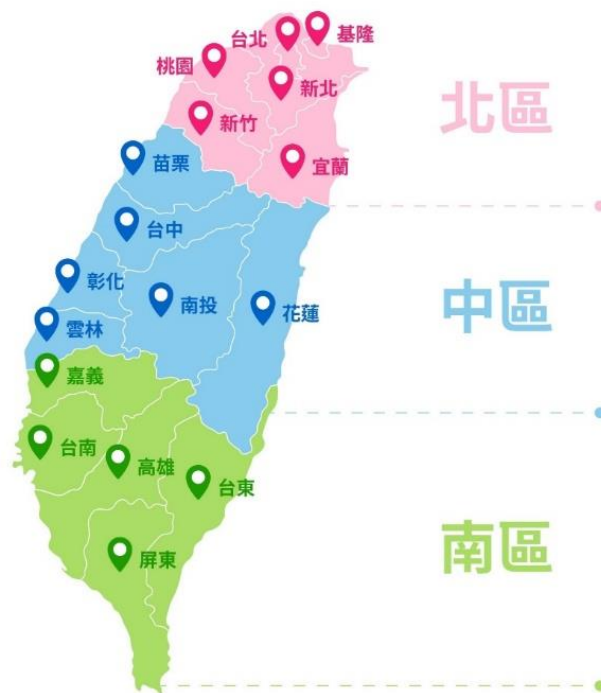 台北
基隆
桃園
新北
新竹
宜蘭
北區
苗栗
台中
彰化
南投
花蓮
雲林
中區
嘉義
台南
高雄
台東
屏東
南區